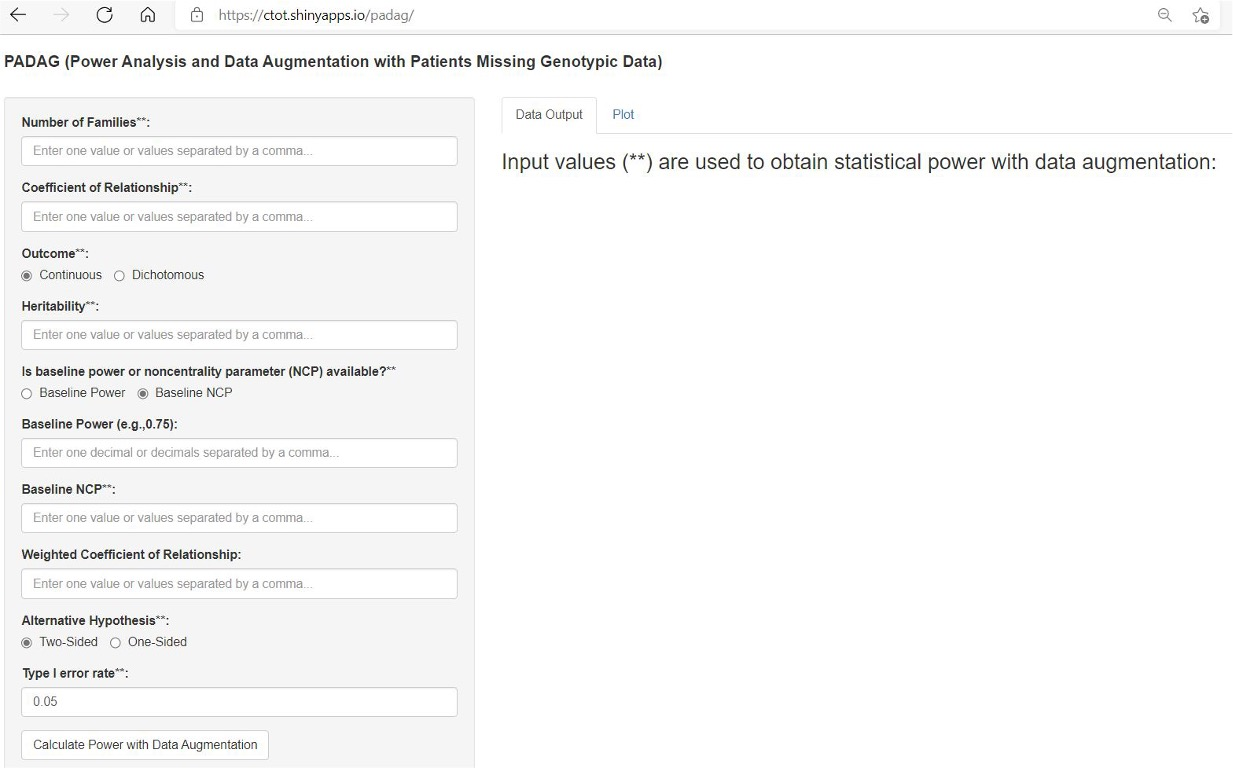 https://ctot.shinyapps.io/padag/
PADAG (Power Analysis and Data Augmentation with Patients Missing Genotypic Data)
Number of Families**:
Enter one value or values separated by a comma...
Coefficient of Relationship**:
Enter one value or values separated by a comma...
Outcome**:
Continuous Dichotomous
Heritability**:
Enter one value or values separated by a comma...
Is baseline power or noncentrality parameter (NCP) available?**
Baseline Power Baseline NCP
Baseline Power (e.g.,0.75):
Enter one decimal or decimals separated by a comma...
Baseline NCP**:
Enter one value or values separated by a comma...
Weighted Coefficient of Relationship:
Enter one value or values separated by a comma...
Alternative Hypothesis**:
Two-Sided One-Sided
Type I error rate**:
0.05
Calculate Power with Data Augmentation
Data Output Plot
Input values (**) are used to obtain statistical power with data augmentation: